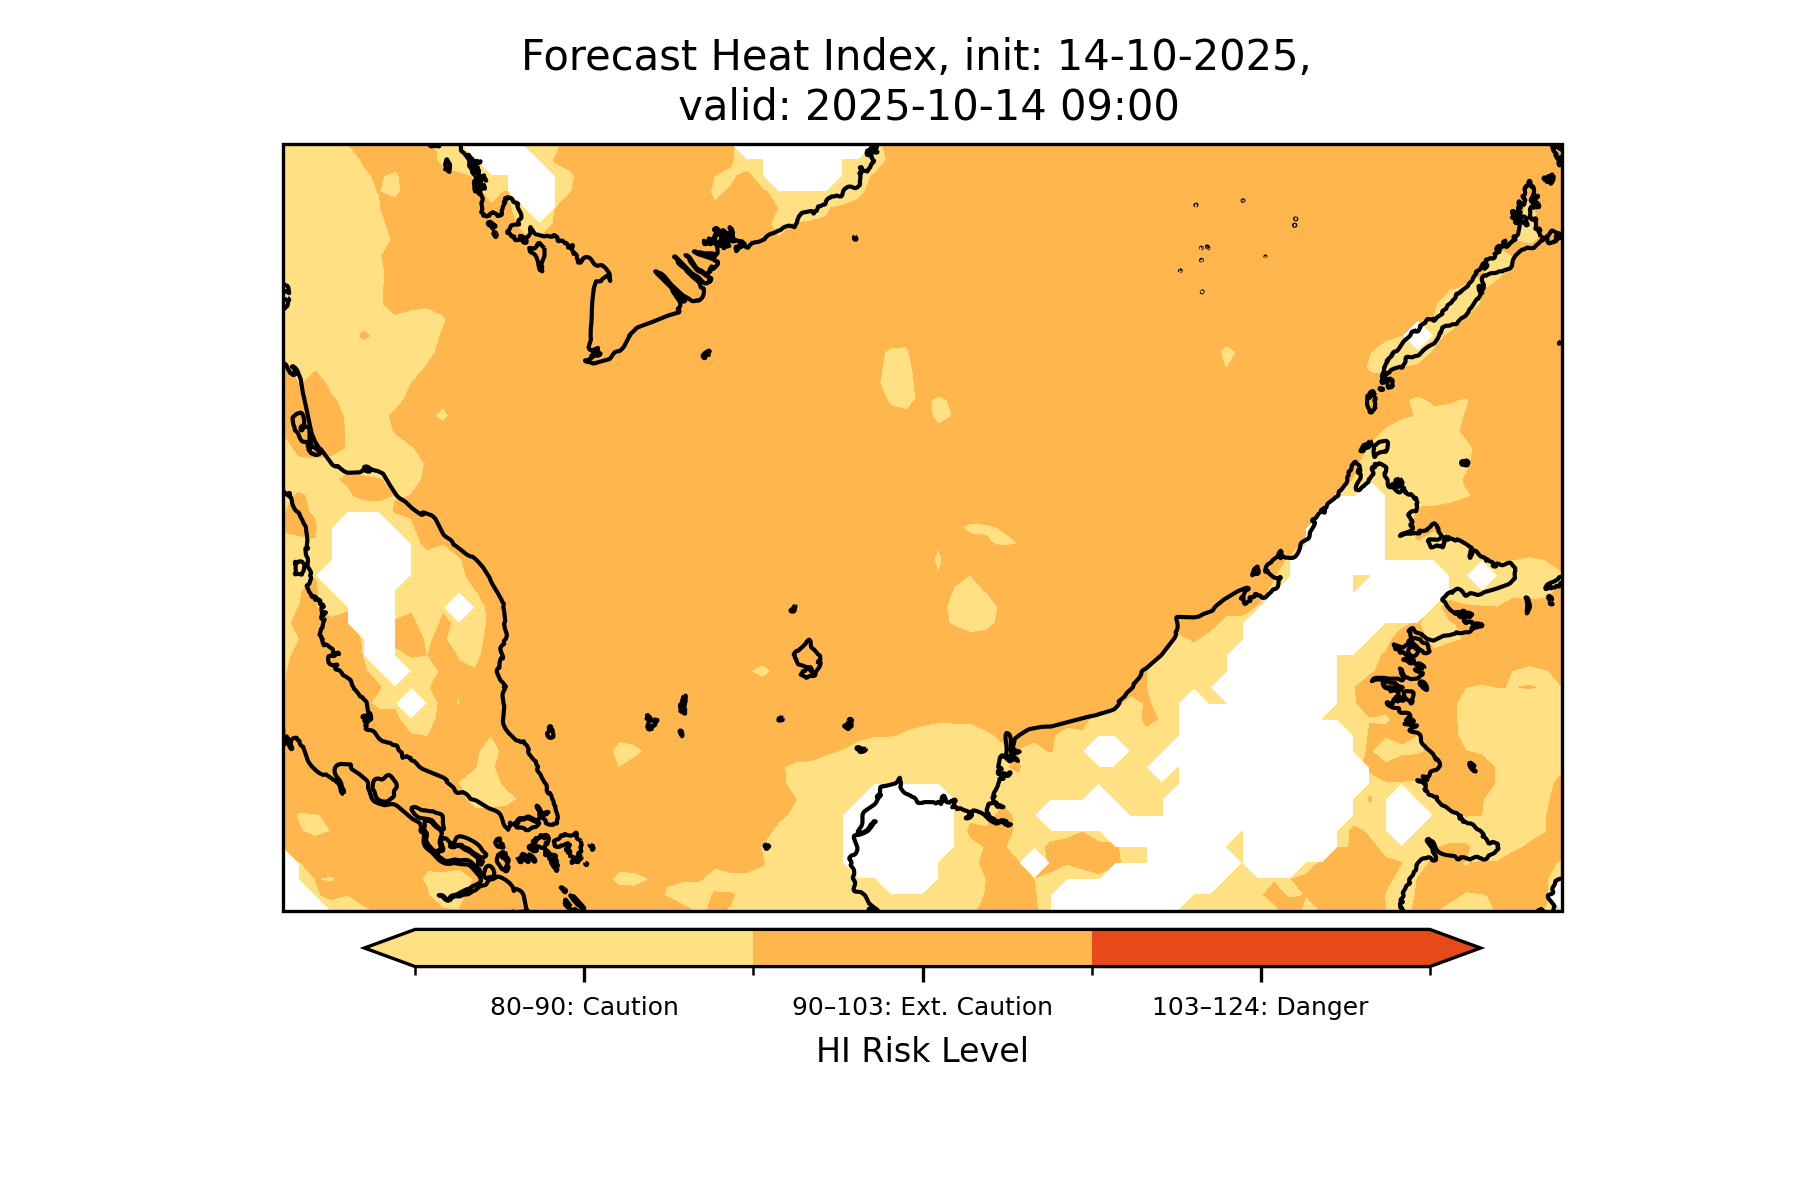 Forecast Heat Index, init: 14-10-2025,
valid: 2025-10-14 09:00
80–90: Caution
90–103: Ext. Caution
103–124: Danger
HI Risk Level